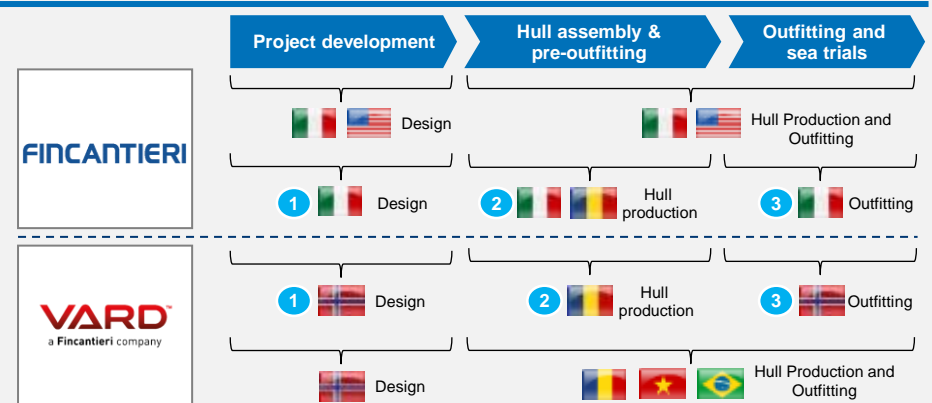 Project development
Hull assembly &
pre-outfitting
Outfitting and
sea trials
FINCANTIERI
Design
Hull Production and
Outfitting
1
Design
2
Hull
production
3
Outfitting
VARD™
a Fincantieri company
1
Design
2
Hull
production
3
Outfitting
Design
Hull Production and
Outfitting